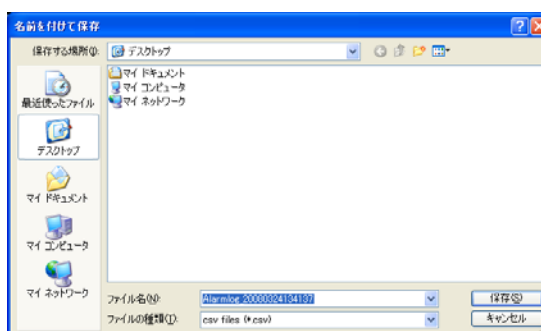 名前を付けて保存
保存する場所(I):
デスクトップ
マイ ドキュメント
マイ コンピュータ
マイ ネットワーク
最近使ったファイル
デスクトップ
マイ ドキュメント
マイ コンピュータ
マイ ネットワーク
ファイル名(N):
Alarmlog_20080324134137
保存(S)
ファイルの種類(T):
csv files (*.csv)
キャンセル